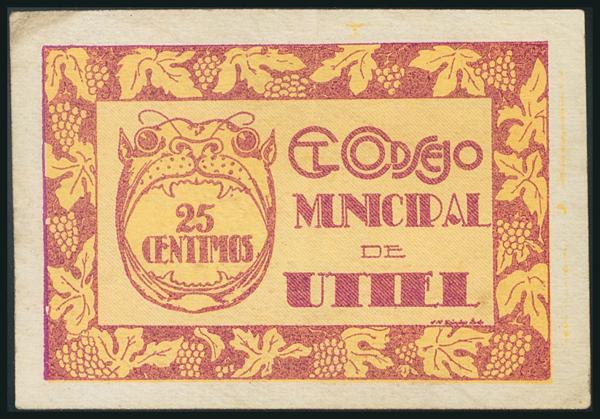 25
CENTIMOS
EL CONSEJO
MUNICIPAL
DE
UTIEL